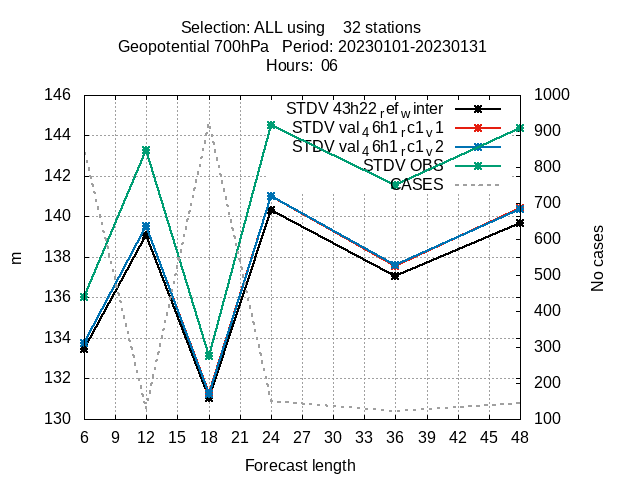 Selection: ALL using    32 stations
Geopotential 700hPa   Period: 20230101-20230131
Hours:  06
146
144
142
140
138
136
134
132
130
m
STDV 43h22_ref_winter
STDV val_46h1_rc1_v1
STDV val_46h1_rc1_v2
STDV OBS
CASES
1000
900
800
700
600
500
400
300
200
100
No cases
6 9 12 15 18 21 24 27 30 33 36 39 42 45 48
Forecast length